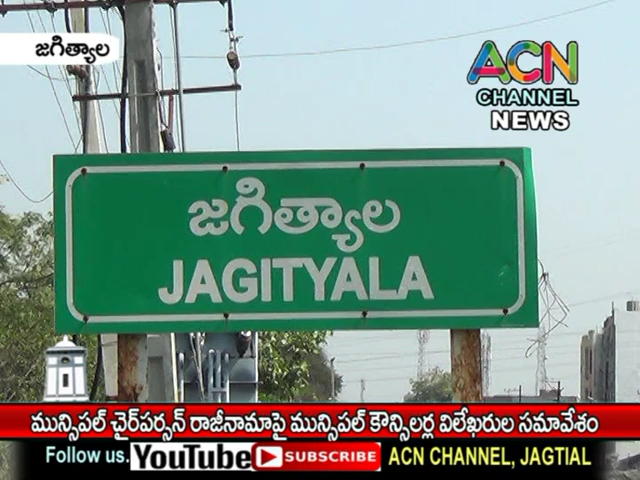 జగిత్యాల
ACN
CHANNEL
NEWS
జగిత్యాల
JAGITYALA
మున్సిపల్ చైర్‌పర్సన్ రాజీనామాపై మున్సిపల్ కౌన్సిలర్ల విలేఖరుల సమావేశం
Follow us. YouTube SUBSCRIBE ACN CHANNEL, JAGTIAL